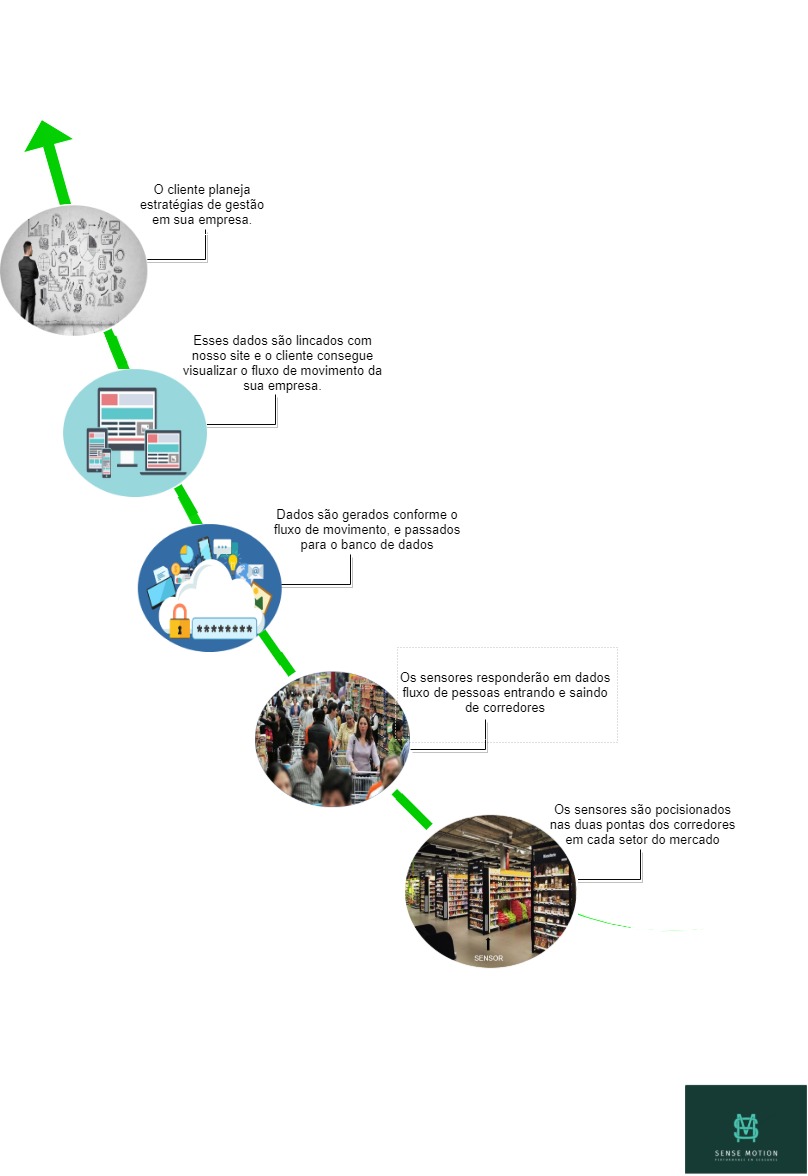 O cliente planeja
estratégias de gestão
em sua empresa.
Esses dados são lincados com
nosso site e o cliente consegue
visualizar o fluxo de movimento da
sua empresa.
Dados são gerados conforme o
fluxo de movimento, e passados
para o banco de dados
********
Os sensores responderão em dados
fluxo de pessoas entrando e saindo
de corredores
Os sensores são pocisionados
nas duas pontas dos corredores
em cada setor do mercado
SENSOR
SENSE MOTION
PERFORMANCE EM SENSORES